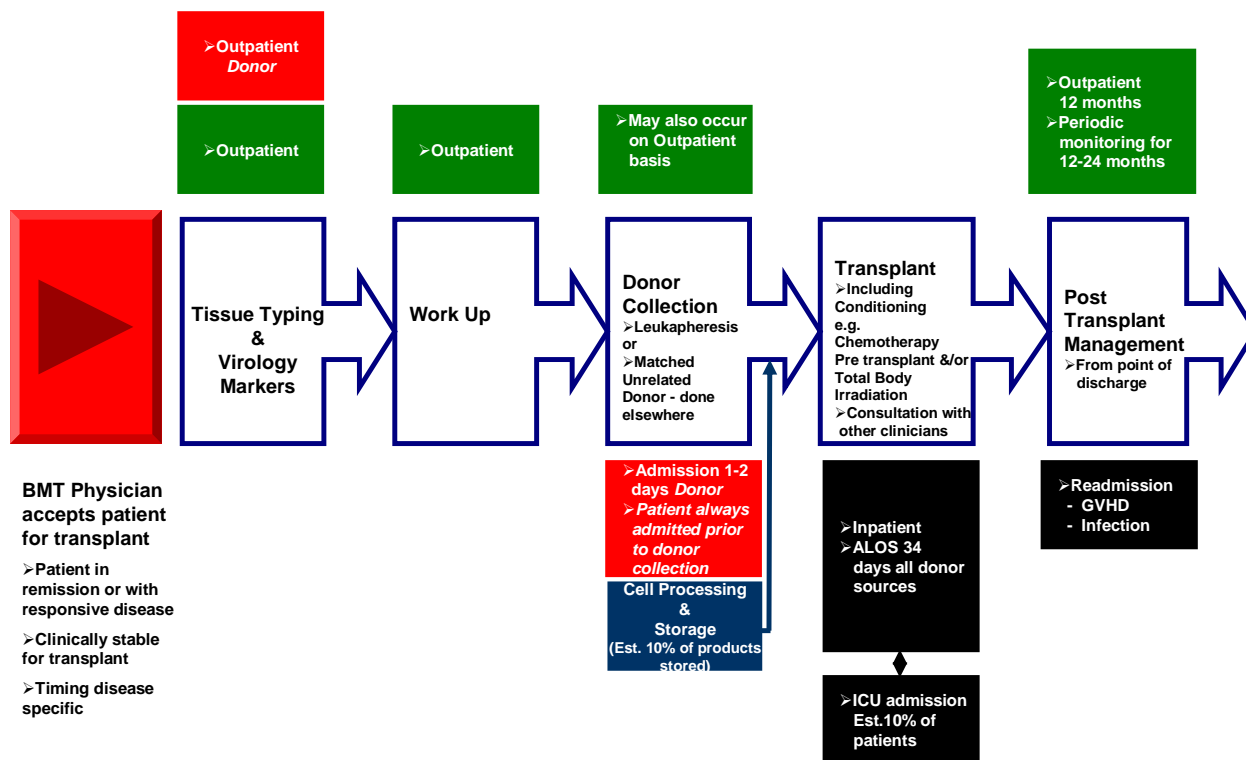 ➢Outpatient
Donor
➢Outpatient
➢Outpatient
➢May also occur
on Outpatient
basis
➢Outpatient
12 months
➢Periodic
monitoring for
12-24 months
Tissue Typing
&
Virology
Markers
Work Up
Donor
Collection
➢Leukapheresis
or
➢Matched
Unrelated
Donor - done
elsewhere
Transplant
➢Including
Conditioning
e.g.
Chemotherapy
Pre transplant &/or
Total Body
Irradiation
➢Consultation with
other clinicians
Post
Transplant
Management
➢From point of
discharge
BMT Physician
accepts patient
for transplant
➢Patient in
remission or with
responsive disease
➢Clinically stable
for transplant
➢Timing disease
specific
➢Admission 1-2
days Donor
➢Patient always
admitted prior
to donor
collection
Cell Processing
&
Storage
(Est. 10% of products
stored)
➢Inpatient
➢ALOS 34
days all donor
sources
➢ICU admission
Est.10% of
patients
➢Readmission
- GVHD
- Infection